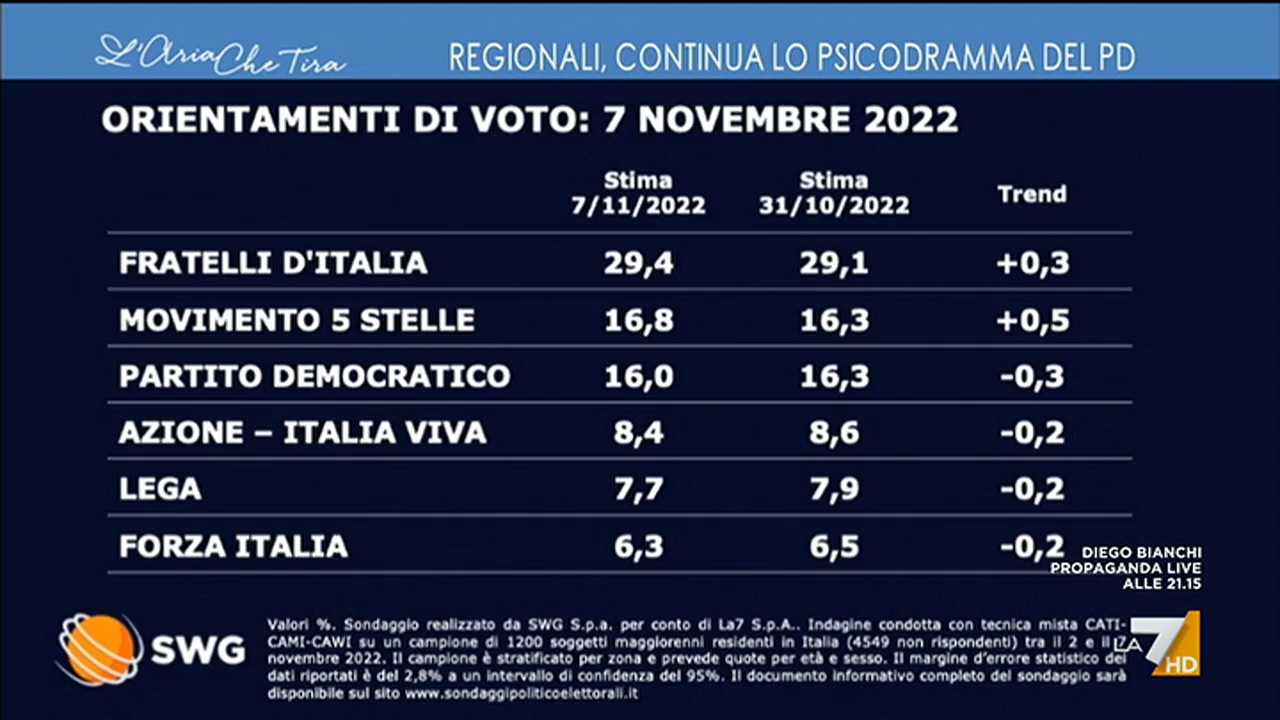 L'Aria Che Tira
REGIONALI, CONTINUA LO PSICODRAMMA DEL PD
ORIENTAMENTI DI VOTO: 7 NOVEMBRE 2022
Stima 7/11/2022 Stima 31/10/2022 Trend
FRATELLI D'ITALIA 29,4 29,1 +0,3
MOVIMENTO 5 STELLE 16,8 16,3 +0,5
PARTITO DEMOCRATICO 16,0 16,3 -0,3
AZIONE – ITALIA VIVA 8,4 8,6 -0,2
LEGA 7,7 7,9 -0,2
FORZA ITALIA 6,3 6,5 -0,2
DIEGO BIANCHI
PROPAGANDA LIVE
ALLE 21.15
SWG
Valori %. Sondaggio realizzato da SWG S.p.a. per conto di La7 S.p.A.. Indagine condotta con tecnica mista CATI-
CAMI-CAWI su un campione di 1200 soggetti maggiorenni residenti in Italia (4549 non rispondenti) tra il 2 e il
novembre 2022. Il campione è stratificato per zona e prevede quote per età e sesso. Il margine d'errore statistico dei
dati riportati è del 2,8% a un intervallo di confidenza del 95%. Il documento informativo completo del sondaggio sarà
disponibile sul sito www.sondaggipoliticoelettorali.it
LA 7 HD